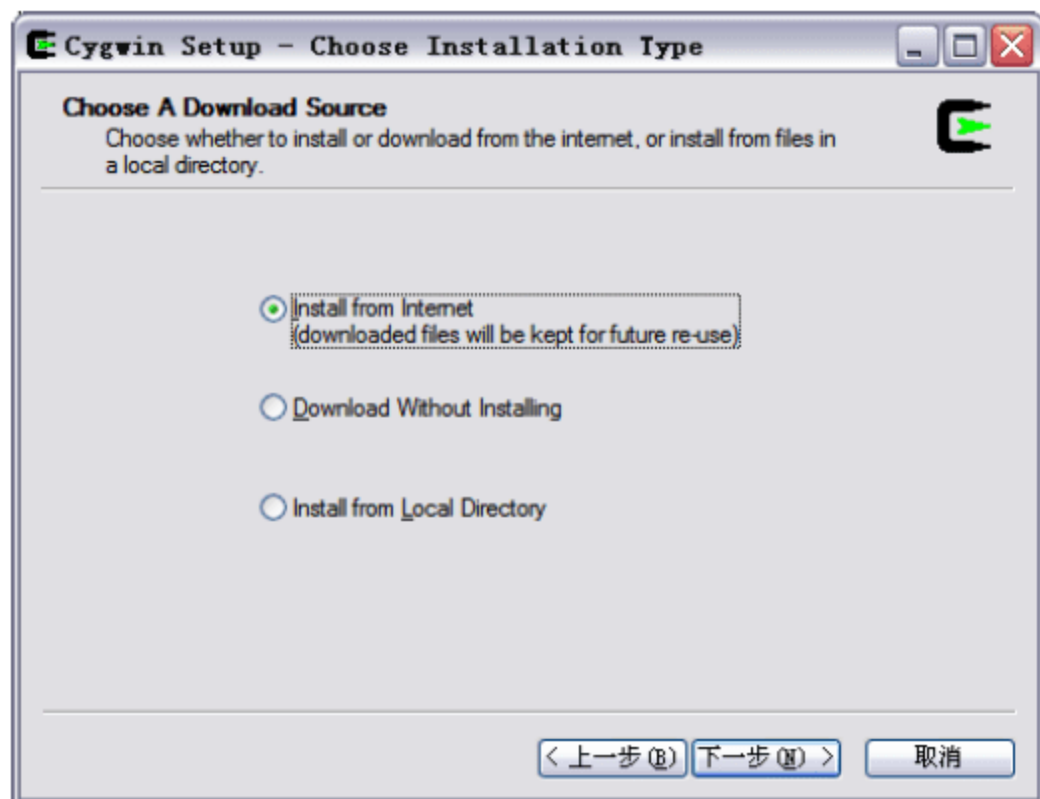 Cygwin Setup - Choose Installation Type
Choose A Download Source
Choose whether to install or download from the internet, or install from files in
a local directory.
Install from Internet
(downloaded files will be kept for future re-use)
Download Without Installing
Install from Local Directory
< 上一步(B) 下一步(N) > 取消